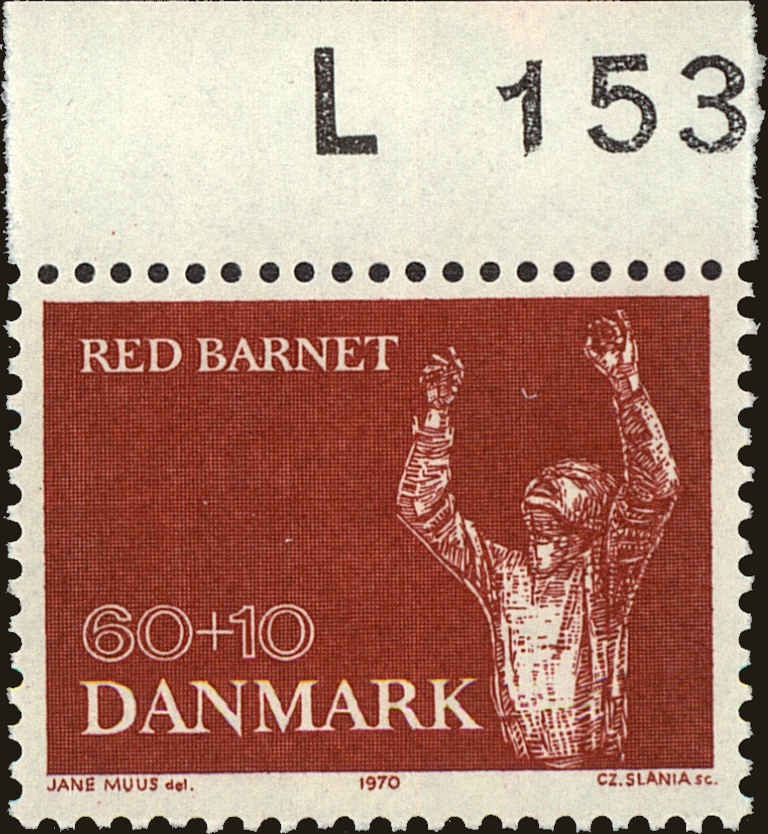 L 153
RED BARNET
60+10
DANMARK
JANE MUUS del. 1970 CZ. SLANIA sc.